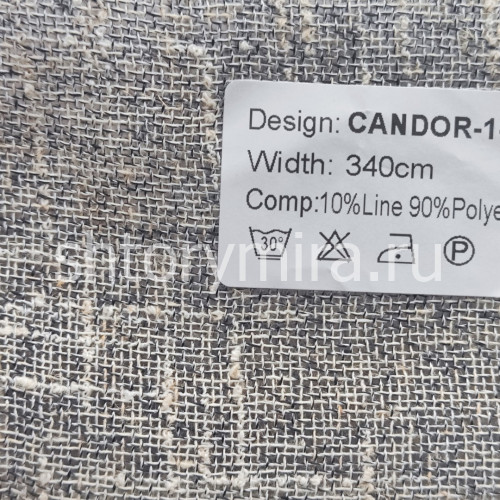 Design: CANDOR-1
Width: 340cm
Comp:10%Line 90%Polye
30°
P
shtorymira.ru